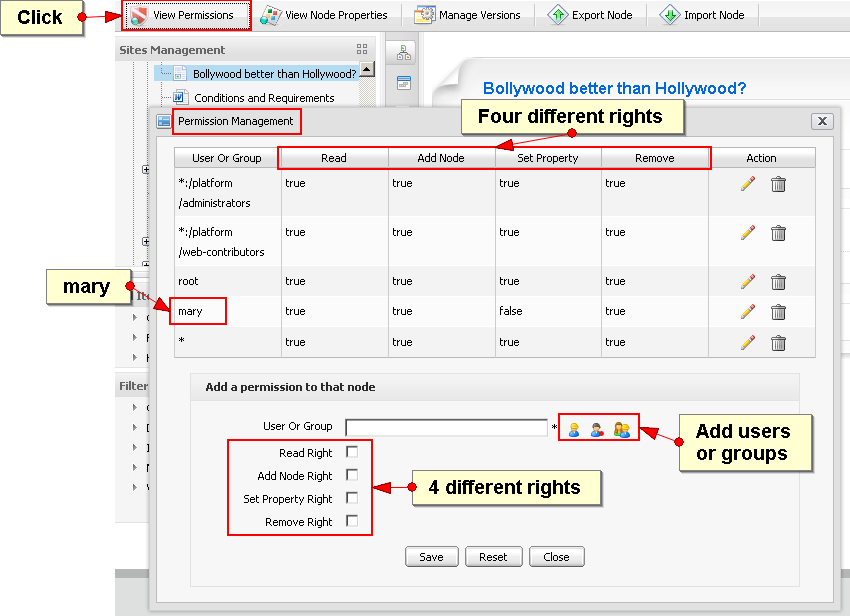 Click
View Permissions
View Node Properties
Manage Versions
Export Node
Import Node
Sites Management
Bollywood better than Hollywood?
Conditions and Requirements
Bollywood better than Hollywood?
Permission Management
Four different rights
User Or Group Read Add Node Set Property Remove Action
*:/platform true true true true
/administrators
*:/platform true true true true
/web-contributors
root true true true true
mary
mary true true false true
* true true true true
Filter
Add a permission to that node
User Or Group *
Add users
or groups
Read Right
Add Node Right
Set Property Right
Remove Right
4 different rights
Save Reset Close